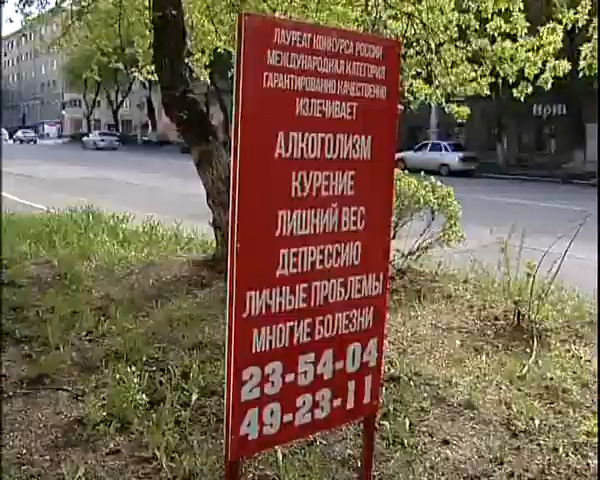 ЛАУРЕАТ КОНКУРСА РОССИИ
МЕЖДУНАРОДНАЯ КАТЕГОРИЯ
ГАРАНТИРОВАННО КАЧЕСТВЕННО
ИЗЛЕЧИВАЕТ
АЛКОГОЛИЗМ
КУРЕНИЕ
ЛИШНИЙ ВЕС
ДЕПРЕССИЮ
ЛИЧНЫЕ ПРОБЛЕМЫ
МНОГИЕ БОЛЕЗНИ
23-54-04
49-23-11